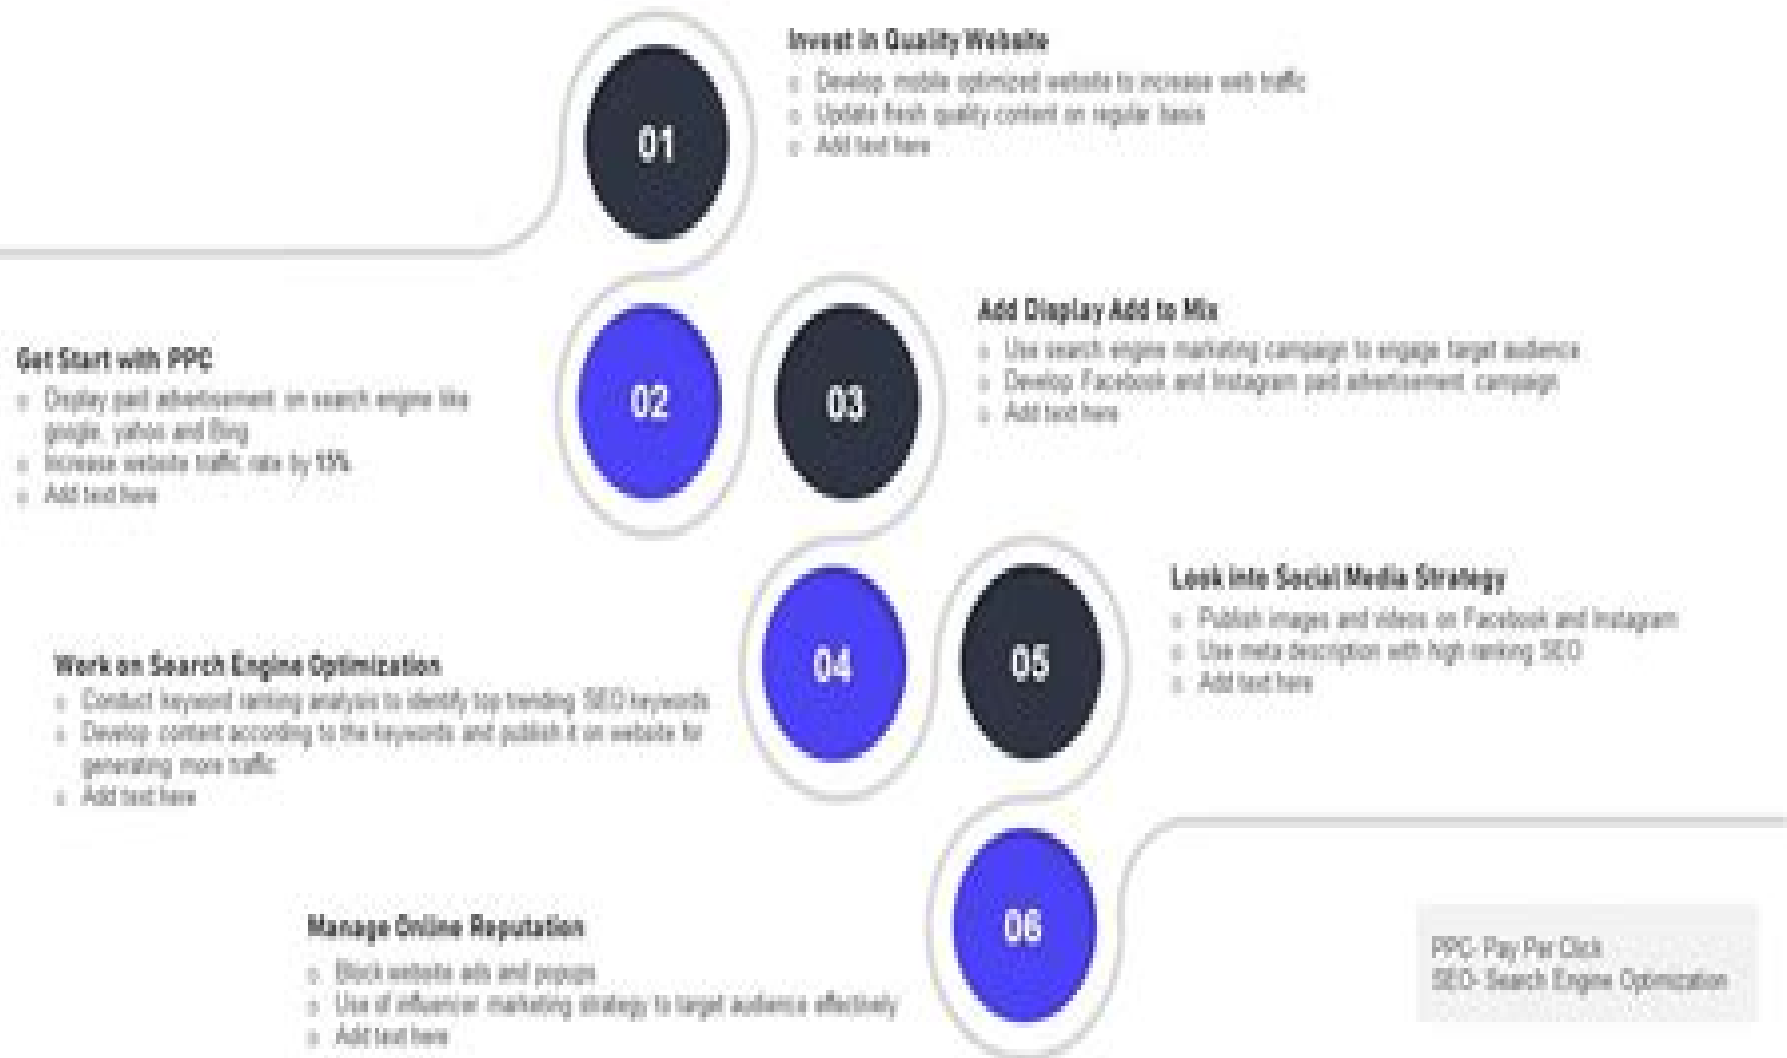 Invest in Quality Website
Develop mobile optimized website to increase web traffic
Update fresh quality content on regular basis
Add text here
01
Get Start with PPC
Display paid advertisement on search engine like
google, yahoo and Bing
Increase website traffic rate by 15%
Add text here
02
03
Add Display Add to Mix
Use search engine marketing campaign to engage target audience
Develop Facebook and Instagram paid advertisement campaign
Add text here
Work on Search Engine Optimization
Conduct keyword ranking analysis to identify top trending SEO keywords
Develop content according to the keywords and publish it on website for
generating more traffic
Add text here
04
05
Look into Social Media Strategy
Publish images and videos on Facebook and Instagram
Use meta description with high ranking SEO
Add text here
Manage Online Reputation
Block website ads and popups
Use of influencer marketing strategy to target audience effectively
Add text here
06
PPC- Pay Per Click
SEO- Search Engine Optimization